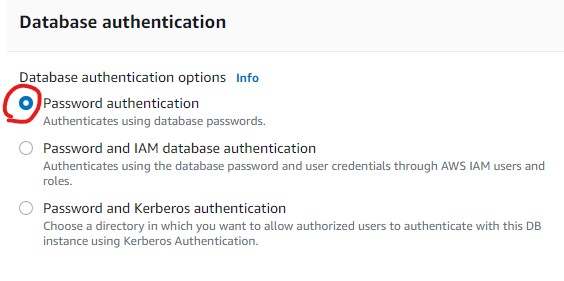 Database authentication
Database authentication options Info
Password authentication
Authenticates using database passwords.
Password and IAM database authentication
Authenticates using the database password and user credentials through AWS IAM users and
roles.
Password and Kerberos authentication
Choose a directory in which you want to allow authorized users to authenticate with this DB
instance using Kerberos Authentication.